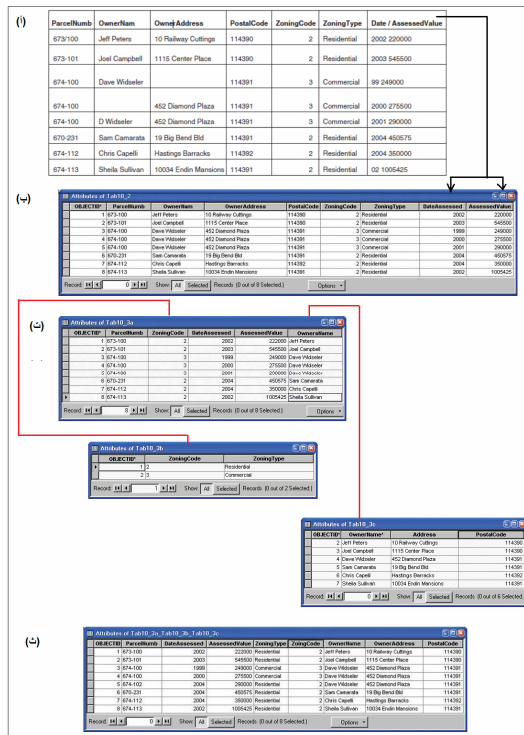 (أ)
ParcelNumb OwnerNam OwnerAddress PostalCode ZoningCode ZoningType Date / AssessedValue
673/100 Jeff Peters 10 Railway Cuttings 114390 2 Residential 2002 220000
673-101 Joel Campbell 1115 Center Place 114390 2 Residential 2003 545500
674-100 Dave Widseler 114391 3 Commercial 99 249000
674-100 452 Diamond Plaza 114391 3 Commercial 2000 275500
674-100 D Widseler 452 Diamond Plaza 114391 3 Commercial 2001 290000
670-231 Sam Camarata 19 Big Bend Bld 114391 2 Residential 2004 450575
674-112 Chris Capelli Hastings Barracks 114392 2 Residential 2004 350000
674-113 Sheila Sullivan 10034 Endin Mansions 114391 2 Residential 02 1005425
(ب)
Attributes of Tab10_2
OBJECTID* ParcelNumb OwnerNam OwnerAddress PostalCode ZoningCode ZoningType DateAssessed AssessedValue
1 673-100 Jeff Peters 10 Railway Cuttings 114390 2 Residential 2002 220000
2 673-101 Joel Campbell 1115 Center Place 114390 2 Residential 2003 545500
3 674-100 Dave Widseler 452 Diamond Plaza 114391 3 Commercial 1999 249000
4 674-100 Dave Widseler 452 Diamond Plaza 114391 3 Commercial 2000 275500
5 674-100 Dave Widseler 452 Diamond Plaza 114391 3 Commercial 2001 290000
6 670-231 Sam Camarata 19 Big Bend Bld 114391 2 Residential 2004 450575
7 674-112 Chris Capelli Hastings Barracks 114392 2 Residential 2004 350000
8 674-113 Sheila Sullivan 10034 Endin Mansions 114391 2 Residential 2002 1005425
Record: 0 Show: All Selected Records (0 out of 8 Selected.) Options
(ت)
Attributes of Tab10_3a
OBJECTID* ParcelNumb ZoningCode DateAssessed AssessedValue OwnersName
1 673-100 2 2002 222000 Jeff Peters
2 673-101 2 2003 545500 Joel Campbell
3 674-100 3 1999 249000 Dave Widseler
4 674-100 3 2000 275500 Dave Widseler
5 674-100 3 2001 Dave Widseler
6 670-231 2 2004 450575 Sam Camarata
7 674-112 2 2004 350000 Chris Capelli
8 674-113 2 2002 1005425 Sheila Sullivan
Record: 8 Show: All Selected Records (0 out of 8 Selected.) Options
Attributes of Tab10_3b
OBJECTID* ZoningCode ZoningType
1 2 Residential
2 3 Commercial
Record: 1 Show: All Selected Records (0 out of 2 Selected.)
Attributes of Tab10_3c
OBJECTID* OwnerName* Address PostalCode
2 Jeff Peters 10 Railway Cuttings 114390
3 Joel Campbell 1115 Center Place 114390
4 Dave Widseler 452 Diamond Plaza 114391
5 Sam Camarata 19 Big Bend Bld 114391
6 Chris Capelli Hastings Barracks 114392
7 Sheila Sullivan 10034 Endin Mansions 114391
Record: 0 Show: All Selected Records (0 out of 6 Selected.)
(ث)
Attributes of Tab10_3a_Tab10_3b_Tab10_3c
OBJECTID ParcelNumb DateAssessed AssessedValue ZoningType ZoningCode OwnerName OwnerAddress PostalCode
1 673-100 2002 222000 Residential 2 Jeff Peters 10 Railway Cuttings 114390
2 673-101 2003 545500 Residential 2 Joel Campbell 1115 Center Place 114390
3 674-100 1999 249000 Commercial 3 Dave Widseler 452 Diamond Plaza 114391
4 674-100 2000 275500 Commercial 3 Dave Widseler 452 Diamond Plaza 114391
5 674-102 2004 290000 Commercial 2 Dave Widseler 452 Diamond Plaza 114391
6 670-231 2004 450575 Residential 2 Sam Camarata 19 Big Bend Bld 114391
7 674-112 2004 350000 Residential 2 Chris Capelli Hastings Barracks 114392
8 674-113 2002 1005425 Residential 2 Sheila Sullivan 10034 Endin Mansions 114391
Record: 0 Show: All Selected Records (0 out of 8 Selected.) Options